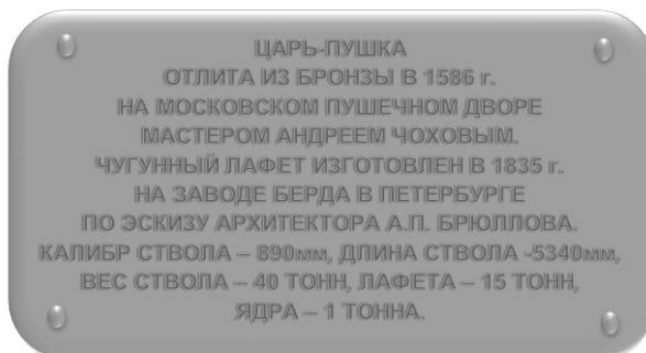 ЦАРЬ-ПУШКА
ОТЛИТА ИЗ БРОНЗЫ В 1586 г.
НА МОСКОВСКОМ ПУШЕЧНОМ ДВОРЕ
МАСТЕРОМ АНДРЕЕМ ЧОХОВЫМ.
ЧУГУННЫЙ ЛАФЕТ ИЗГОТОВЛЕН В 1835 г.
НА ЗАВОДЕ БЕРДА В ПЕТЕРБУРГЕ
ПО ЭСКИЗУ АРХИТЕКТОРА А.П. БРЮЛЛОВА.
КАЛИБР СТВОЛА – 890мм, ДЛИНА СТВОЛА -5340мм,
ВЕС СТВОЛА – 40 ТОНН, ЛАФЕТА – 15 ТОНН,
ЯДРА – 1 ТОННА.